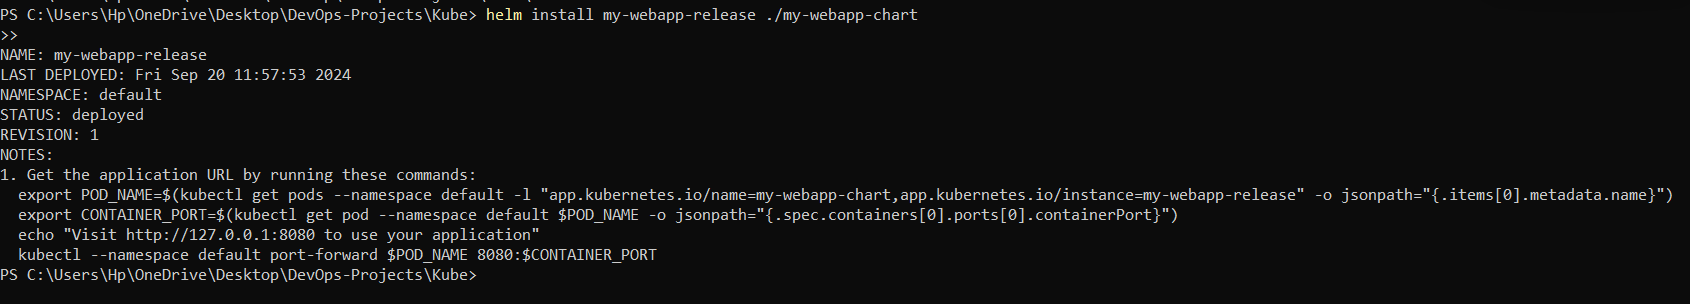 PS C:\Users\Hp\OneDrive\Desktop\DevOps-Projects\Kube> helm install my-webapp-release ./my-webapp-chart
>>
NAME: my-webapp-release
LAST DEPLOYED: Fri Sep 20 11:57:53 2024
NAMESPACE: default
STATUS: deployed
REVISION: 1
NOTES:
1. Get the application URL by running these commands:
  export POD_NAME=$(kubectl get pods --namespace default -l "app.kubernetes.io/name=my-webapp-chart,app.kubernetes.io/instance=my-webapp-release" -o jsonpath="{.items[0].metadata.name}")
  export CONTAINER_PORT=$(kubectl get pod --namespace default $POD_NAME -o jsonpath="{.spec.containers[0].ports[0].containerPort}")
  echo "Visit http://127.0.0.1:8080 to use your application"
  kubectl --namespace default port-forward $POD_NAME 8080:$CONTAINER_PORT
PS C:\Users\Hp\OneDrive\Desktop\DevOps-Projects\Kube>